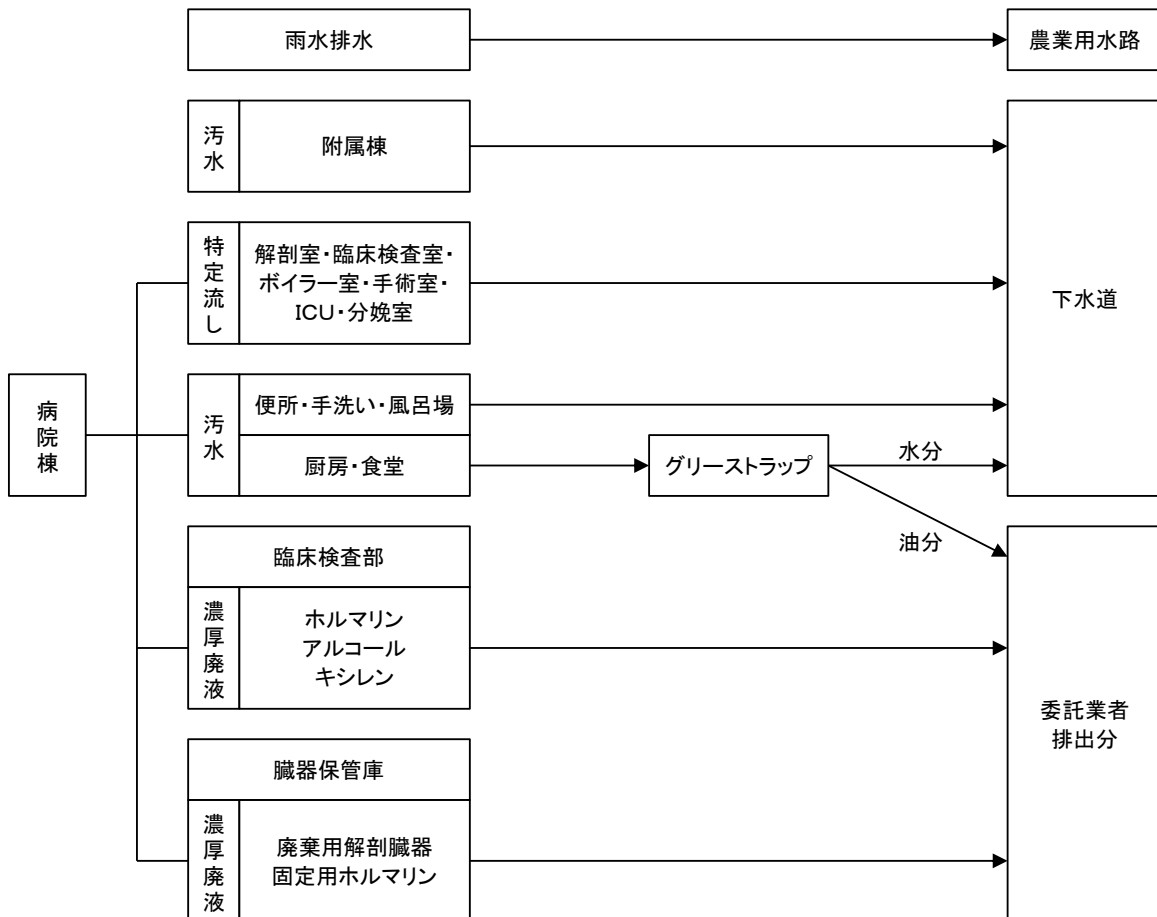 雨水排水
農業用水路
汚水
附属棟
特定流し
解剖室・臨床検査室・
ボイラー室・手術室・
ICU・分娩室
下水道
病院棟
汚水
便所・手洗い・風呂場
厨房・食堂
グリーストラップ
水分
油分
臨床検査部
濃厚廃液
ホルマリン
アルコール
キシレン
委託業者
排出分
臓器保管庫
濃厚廃液
廃棄用解剖臓器
固定用ホルマリン